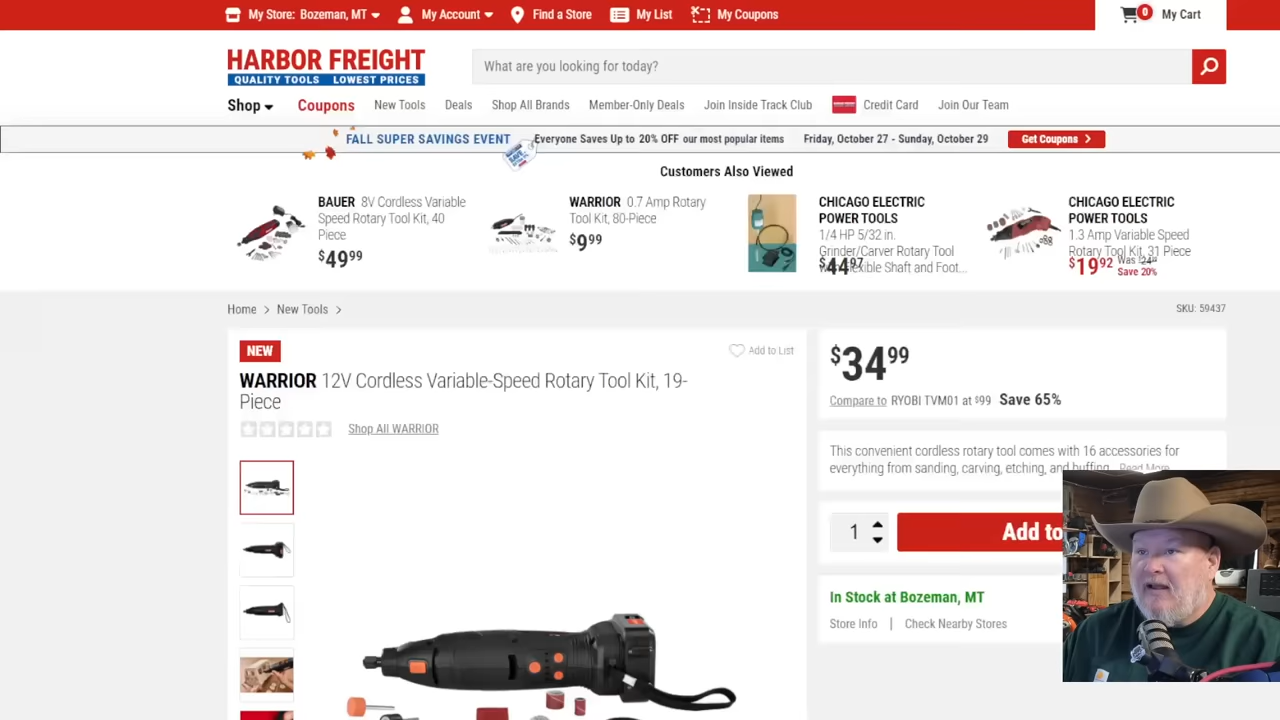 My Store: Bozeman, MT
My Account
Find a Store
My List
My Coupons
0
My Cart
HARBOR FREIGHT
QUALITY TOOLS LOWEST PRICES
What are you looking for today?
Shop
Coupons
New Tools
Deals
Shop All Brands
Member-Only Deals
Join Inside Track Club
Credit Card
Join Our Team
FALL SUPER SAVINGS EVENT
Everyone Saves Up to 20% OFF our most popular items
Friday, October 27 - Sunday, October 29
Get Coupons
Customers Also Viewed
BAUER 8V Cordless Variable
Speed Rotary Tool Kit, 40
Piece
$49 99
WARRIOR 0.7 Amp Rotary
Tool Kit, 80-Piece
$9 99
CHICAGO ELECTRIC
POWER TOOLS
1/4 HP 5/32 in.
Grinder/Carver Rotary Tool
with Flexible Shaft and Foot...
$44 97
CHICAGO ELECTRIC
POWER TOOLS
1.3 Amp Variable Speed
Rotary Tool Kit, 31 Piece
$19 92
Was
Save 20%
Home
New Tools
SKU: 59437
NEW
Add to List
WARRIOR 12V Cordless Variable-Speed Rotary Tool Kit, 19-
Piece
Shop All WARRIOR
$34 99
Compare to RYOBI TVM01 at $99 Save 65%
This convenient cordless rotary tool comes with 16 accessories for
everything from sanding, carving, etching, and buffing. Read More
1
Add to
In Stock at Bozeman, MT
Store Info | Check Nearby Stores